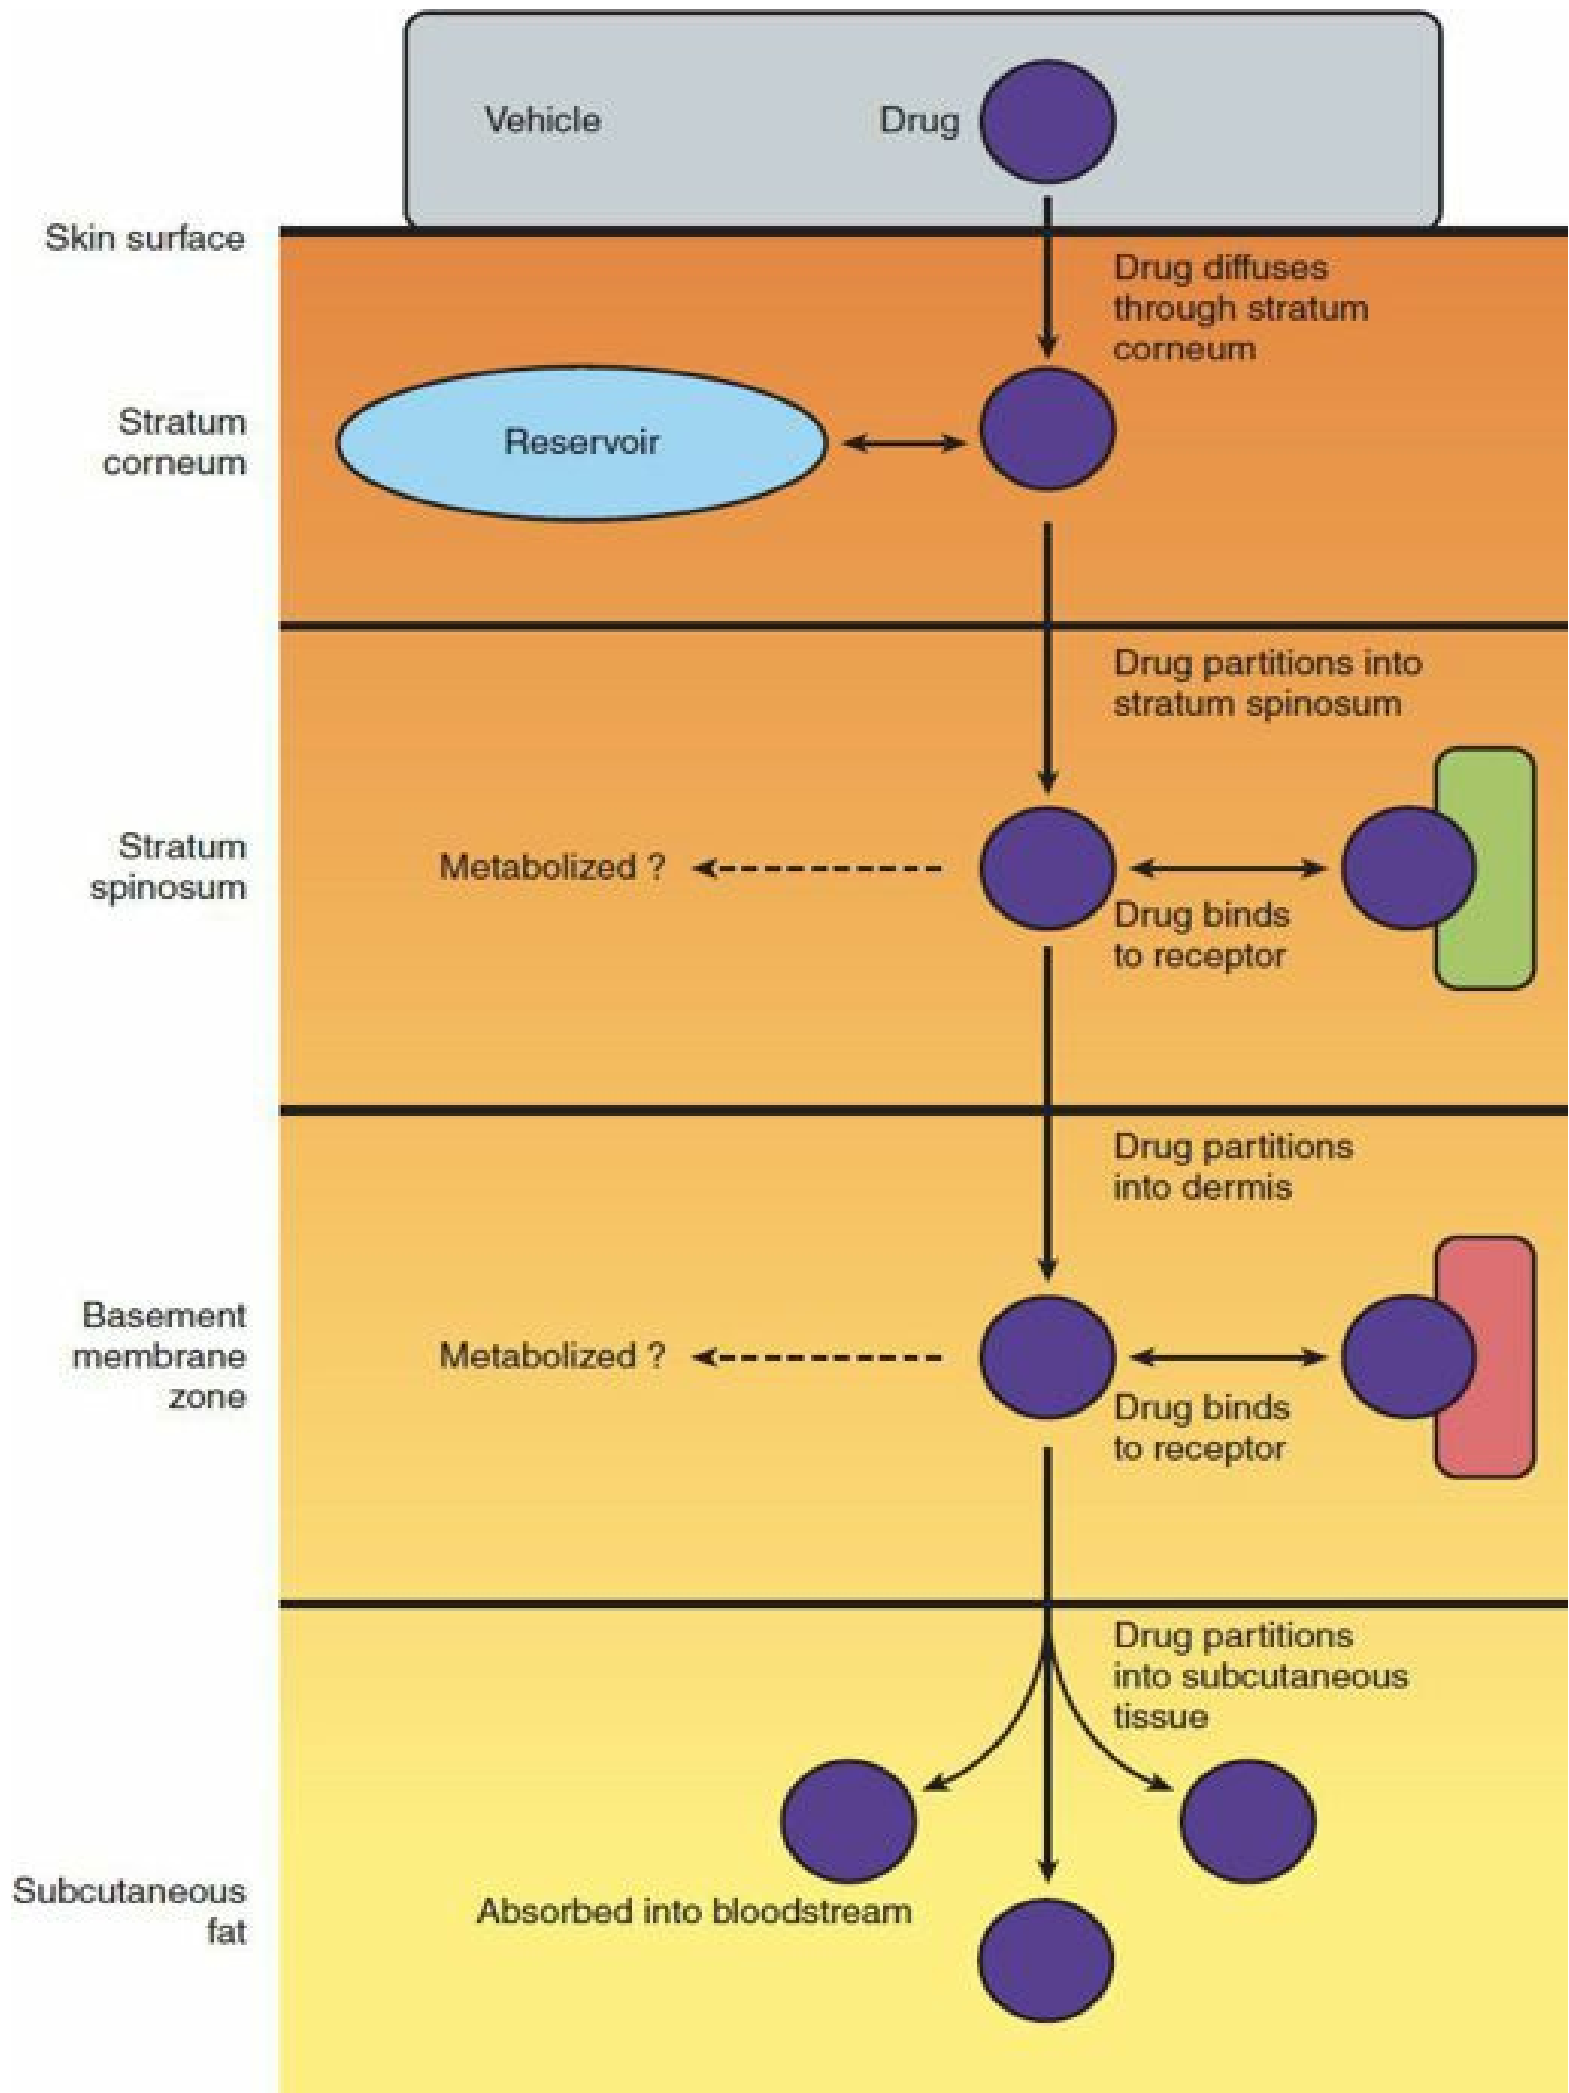 Vehicle
Drug
Skin surface
Drug diffuses
through stratum
corneum
Stratum
corneum
Reservoir
Drug partitions into
stratum spinosum
Stratum
spinosum
Metabolized ?
Drug binds
to receptor
Drug partitions
into dermis
Basement
membrane
zone
Metabolized ?
Drug binds
to receptor
Drug partitions
into subcutaneous
tissue
Subcutaneous
fat
Absorbed into bloodstream